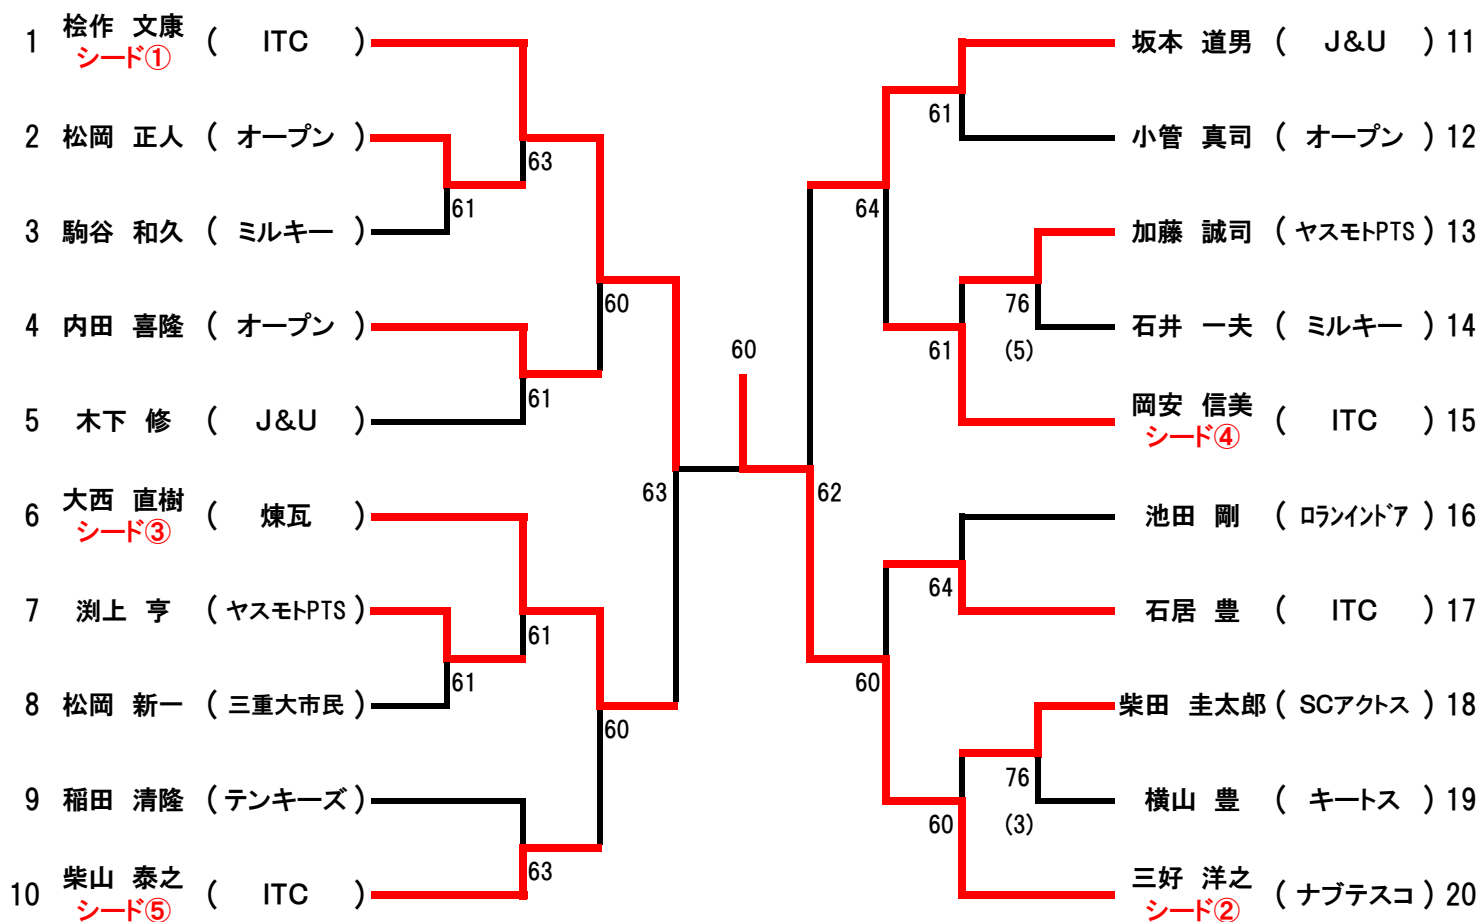 1 桧作 文康 ( ITC )
シード①
2 松岡 正人 ( オープン )
63
61
3 駒谷 和久 ( ミルキー )
60
4 内田 喜隆 ( オープン )
61
5 木下 修 ( J&U )
63
6 大西 直樹 ( 煉瓦 )
シード③
7 渕上 亨 ( ヤスモトPTS )
61
61
8 松岡 新一 ( 三重大市民 )
60
9 稲田 清隆 ( テンキーズ )
63
10 柴山 泰之 ( ITC )
シード⑤
60
坂本 道男 ( J&U ) 11
61
小管 真司 ( オープン ) 12
64
加藤 誠司 ( ヤスモトPTS ) 13
76
(5)
石井 一夫 ( ミルキー ) 14
61
岡安 信美 ( ITC ) 15
シード④
62
池田 剛 ( ロランインドア ) 16
64
石居 豊 ( ITC ) 17
60
柴田 圭太郎 ( SCアクトス ) 18
76
(3)
横山 豊 ( キートス ) 19
60
三好 洋之 ( ナブテスコ ) 20
シード②